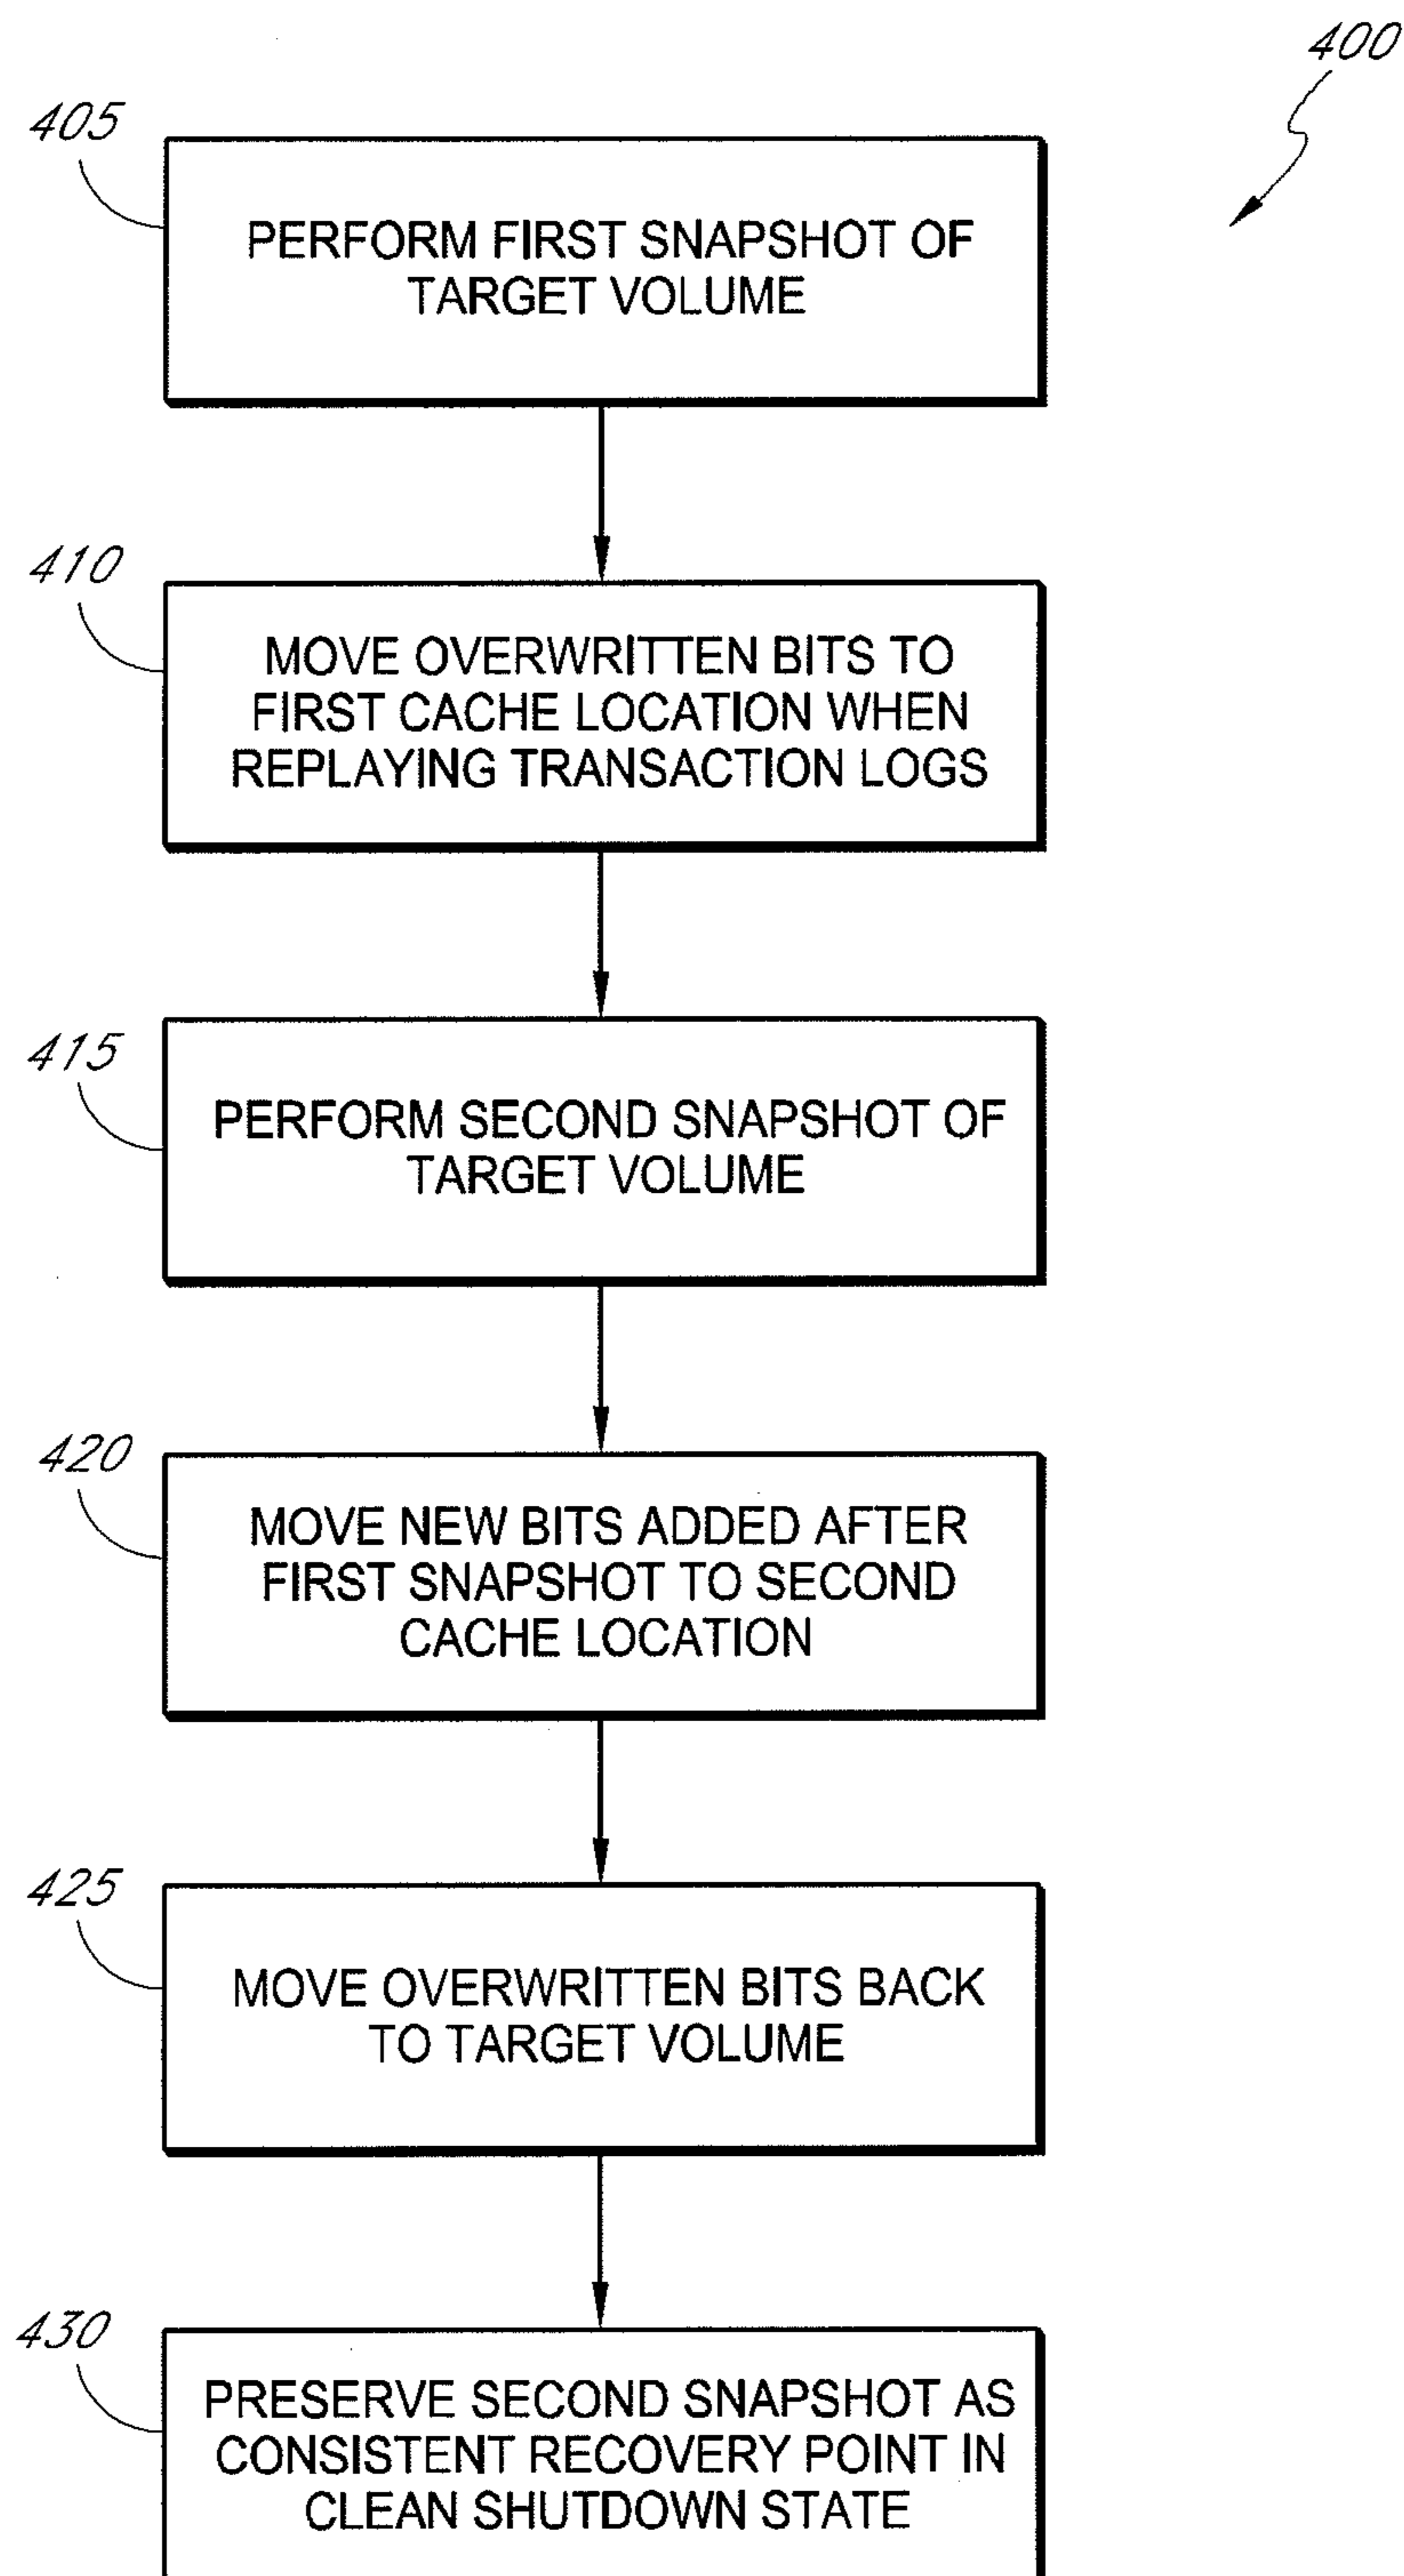 400
405
PERFORM FIRST SNAPSHOT OF
TARGET VOLUME
410
MOVE OVERWRITTEN BITS TO
FIRST CACHE LOCATION WHEN
REPLAYING TRANSACTION LOGS
415
PERFORM SECOND SNAPSHOT OF
TARGET VOLUME
420
MOVE NEW BITS ADDED AFTER
FIRST SNAPSHOT TO SECOND
CACHE LOCATION
425
MOVE OVERWRITTEN BITS BACK
TO TARGET VOLUME
430
PRESERVE SECOND SNAPSHOT AS
CONSISTENT RECOVERY POINT IN
CLEAN SHUTDOWN STATE